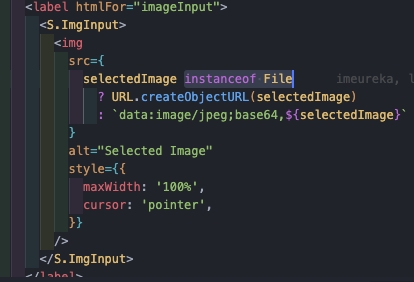 <label htmlFor="imageInput">
<S.ImgInput>
<img
src={
selectedImage instanceof File imeureka,
? URL.createObjectURL(selectedImage)
: `data:image/jpeg;base64,${selectedImage}`
}
alt="Selected Image"
style={{
maxWidth: '100%',
cursor: 'pointer',
}}
/>
</S.ImgInput>
</label>